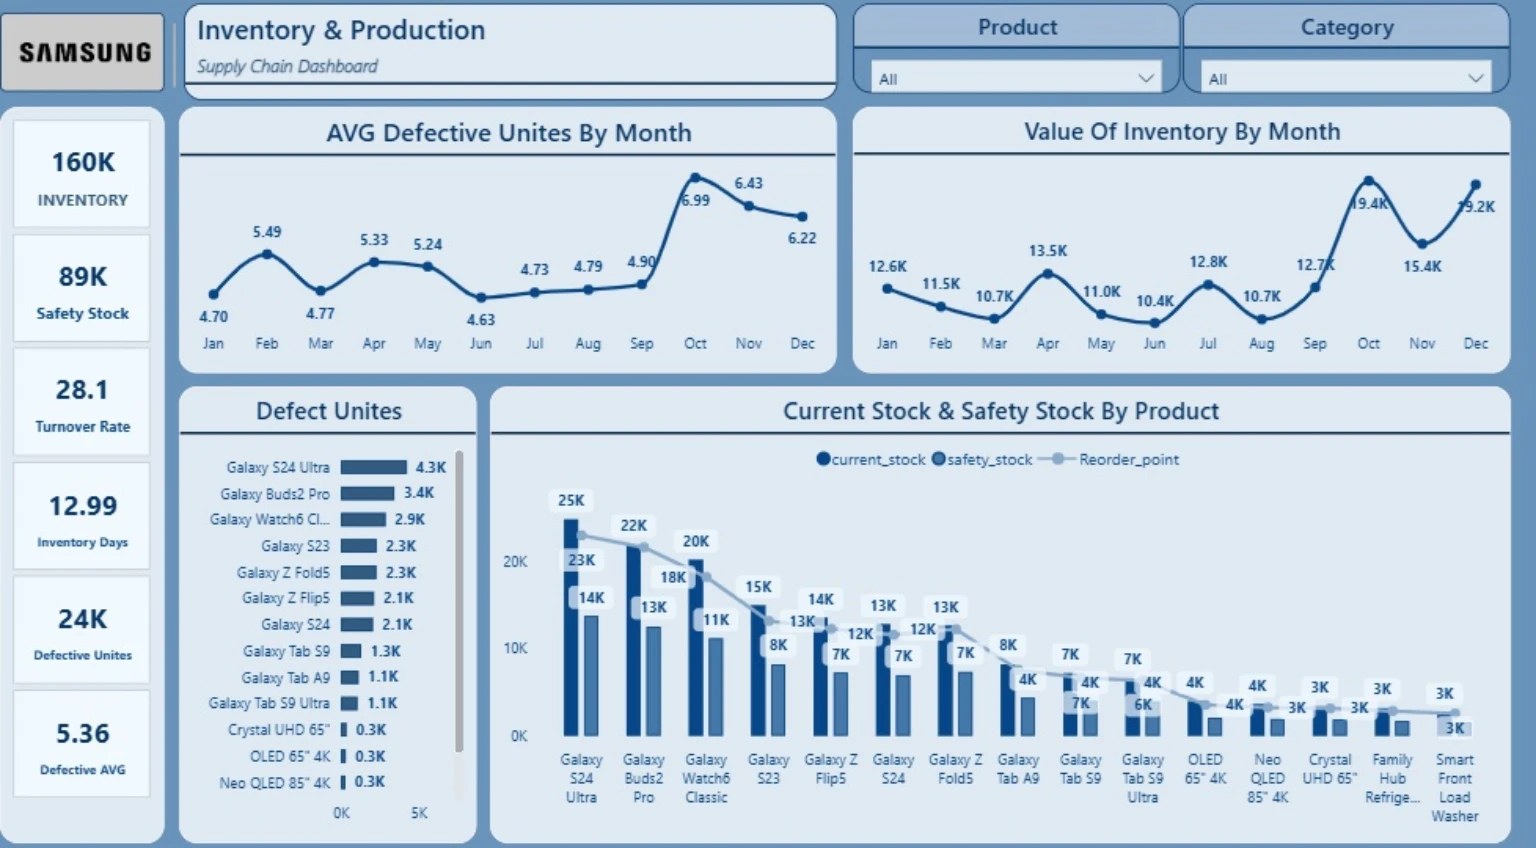 SAMSUNG
Inventory & Production
Supply Chain Dashboard
Product
All
Category
All
160K
INVENTORY
89K
Safety Stock
28.1
Turnover Rate
12.99
Inventory Days
24K
Defective Unites
5.36
Defective AVG
AVG Defective Unites By Month
4.70
5.49
4.77
5.33
5.24
4.63
4.73
4.79
4.90
6.99
6.43
6.22
Jan Feb Mar Apr May Jun Jul Aug Sep Oct Nov Dec
Value Of Inventory By Month
12.6K
11.5K
10.7K
13.5K
11.0K
10.4K
12.8K
10.7K
12.7K
19.4K
15.4K
19.2K
Jan Feb Mar Apr May Jun Jul Aug Sep Oct Nov Dec
Defect Unites
Galaxy S24 Ultra 4.3K
Galaxy Buds2 Pro 3.4K
Galaxy Watch6 Cl... 2.9K
Galaxy S23 2.3K
Galaxy Z Fold5 2.3K
Galaxy Z Flip5 2.1K
Galaxy S24 2.1K
Galaxy Tab S9 1.3K
Galaxy Tab A9 1.1K
Galaxy Tab S9 Ultra 1.1K
Crystal UHD 65" 0.3K
OLED 65" 4K 0.3K
Neo QLED 85" 4K 0.3K
0K 5K
Current Stock & Safety Stock By Product
current_stock safety_stock Reorder_point
20K
10K
0K
25K
23K
14K
22K
13K
20K
18K
11K
15K
13K
8K
14K
12K
7K
13K
12K
7K
13K
7K
8K
4K
7K
7K
4K
7K
6K
4K
4K
4K
4K
3K
3K
3K
3K
3K
3K
Galaxy
S24
Ultra
Galaxy
Buds2
Pro
Galaxy
Watch6
Classic
Galaxy
S23
Galaxy Z
Flip5
Galaxy
S24
Galaxy Z
Fold5
Galaxy
Tab A9
Galaxy
Tab S9
Galaxy
Tab S9
Ultra
OLED
65" 4K
Neo
QLED
85" 4K
Crystal
UHD 65"
Family
Hub
Refrige...
Smart
Front
Load
Washer